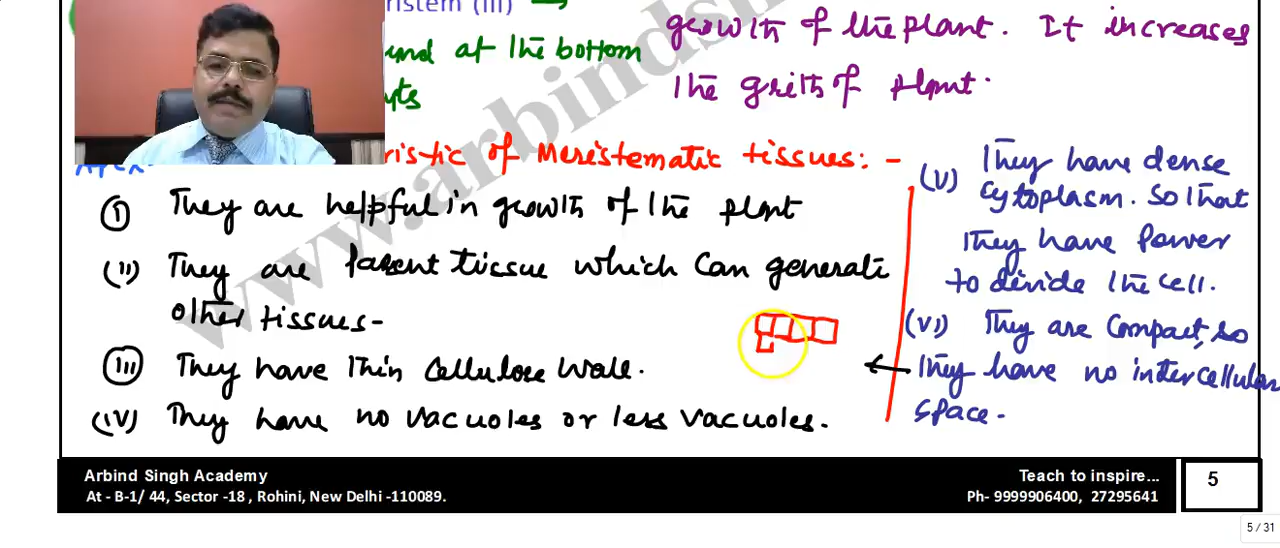 ristem (III) →
und at the bottom
growth of the plant. It increases
the grith of plant.
ristic of Meristematic tissues: -
(I) They are helpful in growth of the plant
(II) They are parent tissue which can generate
other tissues-
(III) They have thin cellulose wall.
(IV) They have no vacuoles or less vacuoles.
(V) They have dense
cytoplasm. so that
they have power
to divide the cell.
(VI) They are compact, so
they have no intercellular
space.
www.arbindsi
Arbind Singh Academy
At - B-1/ 44, Sector -18 , Rohini, New Delhi -110089.
Teach to inspire...
Ph- 9999906400, 27295641
5
5 / 31